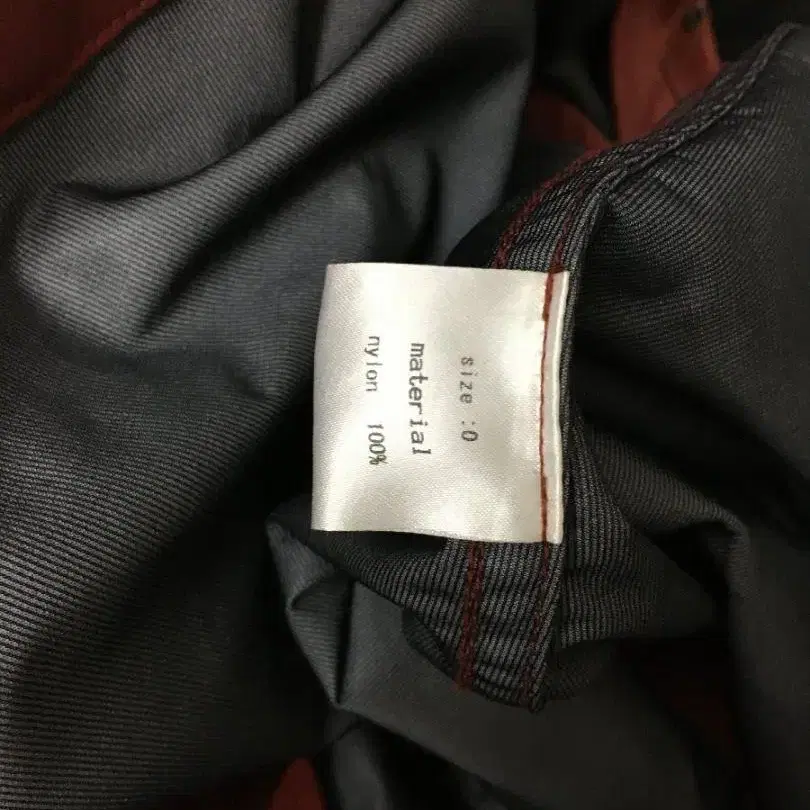 size :0
material
nylon 100%